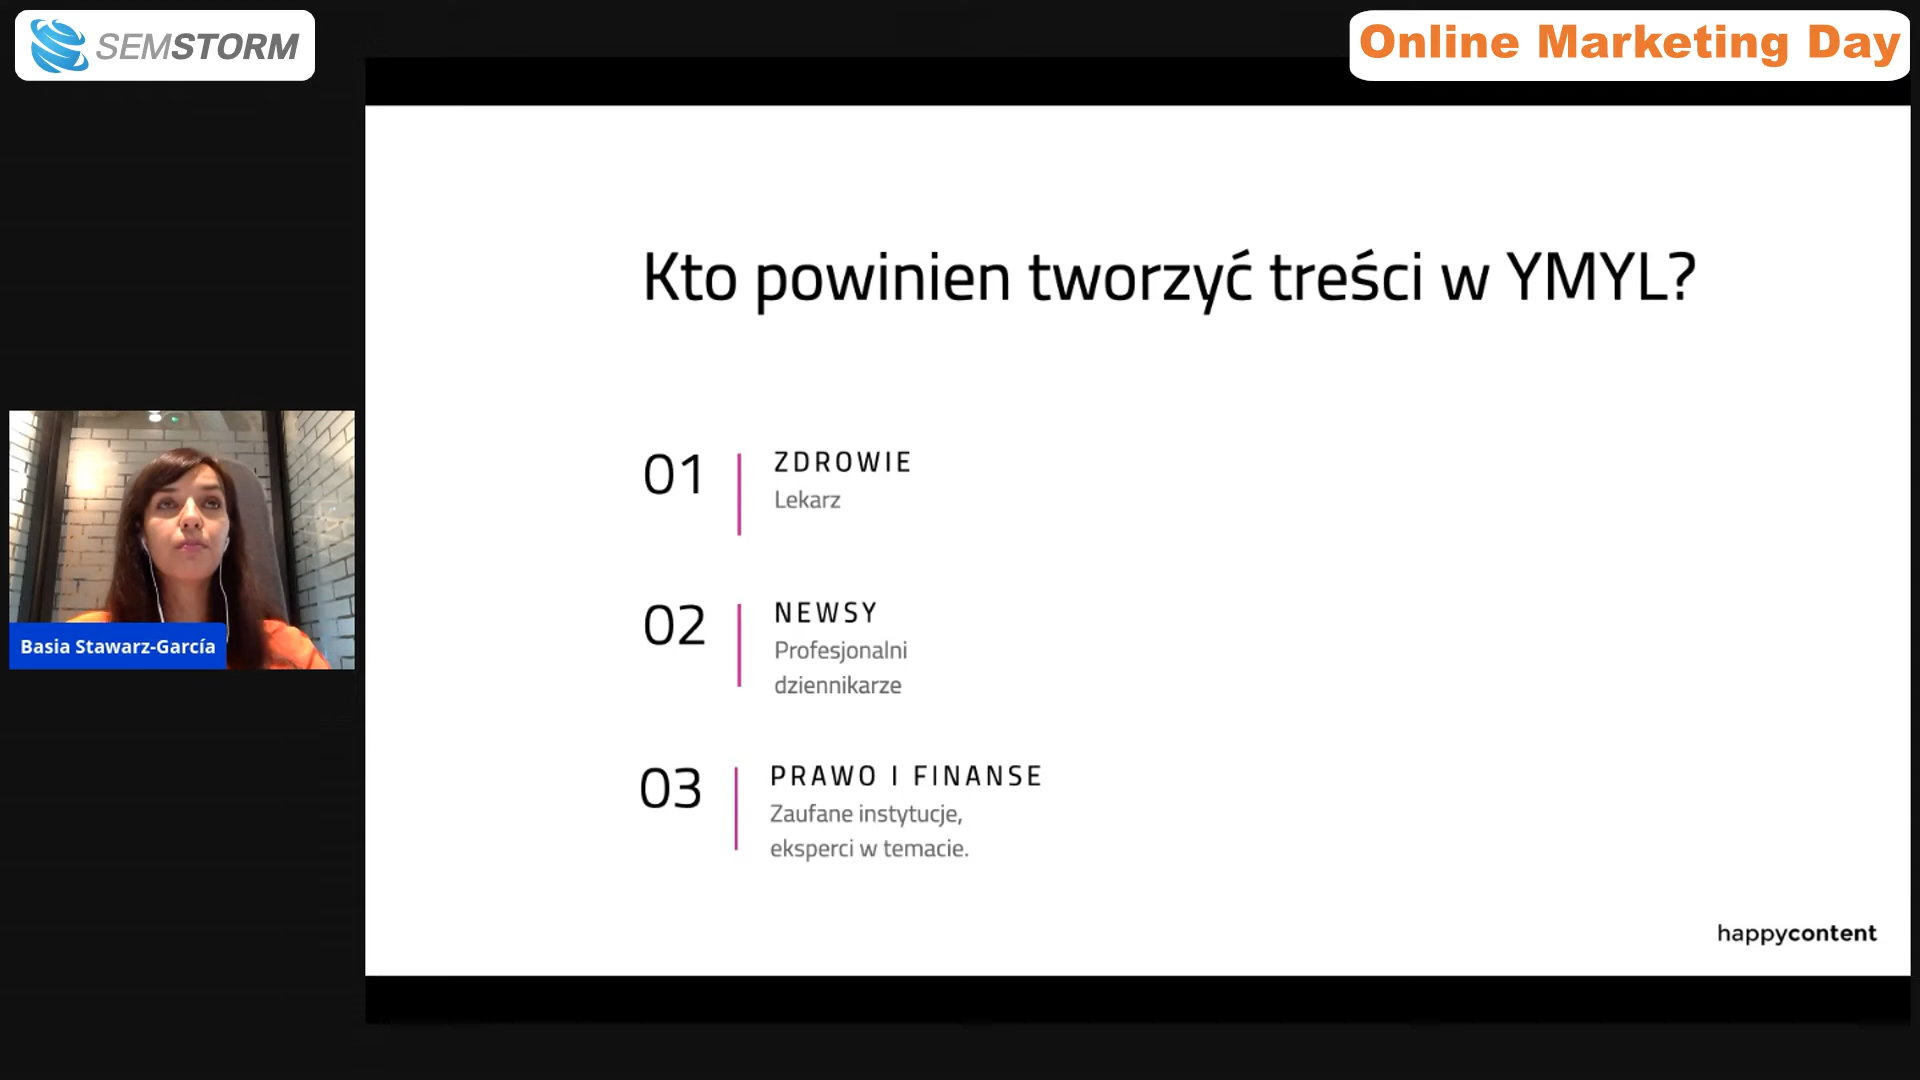 SEMSTORM
Online Marketing Day
Kto powinien tworzyć treści w YMYL?
01
ZDROWIE
Lekarz
02
NEWSY
Profesjonalni
dziennikarze
03
PRAWO I FINANSE
Zaufane instytucje,
eksperci w temacie.
Basia Stawarz-García
happycontent